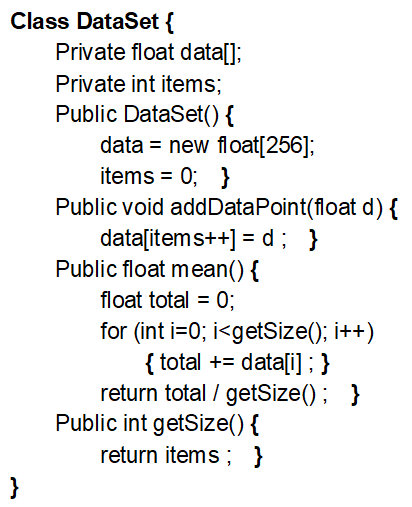 Class DataSet {
Private float data[];
Private int items;
Public DataSet() {
data = new float[256];
items = 0; }
Public void addDataPoint(float d) {
data[items++] = d ; }
Public float mean() {
float total = 0;
for (int i=0; i<getSize(); i++)
{ total += data[i] ; }
return total / getSize() ; }
Public int getSize() {
return items ; }
}